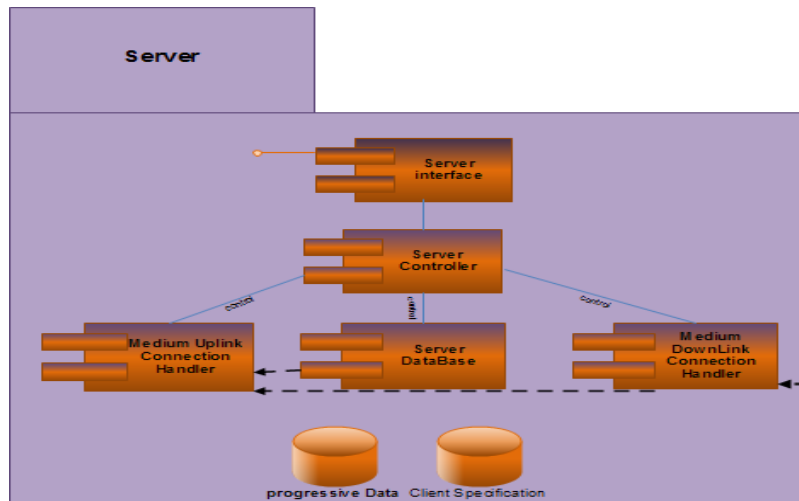 Server
Server
interface
Server
Controller
control
control
control
Medium Uplink
Connection
Handler
Server
DataBase
Medium
DownLink
Connection
Handler
progressive Data
Client Specification